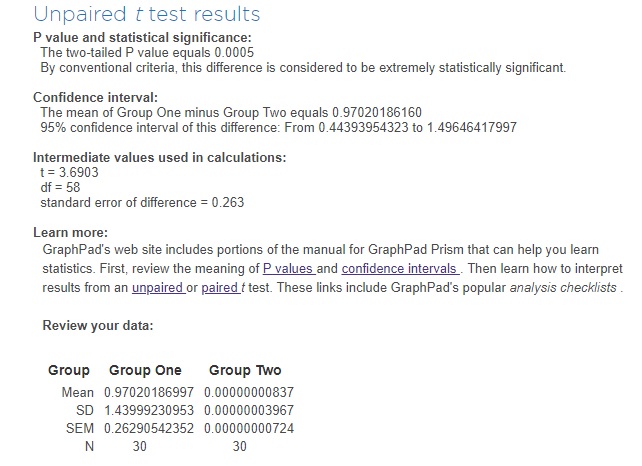 Unpaired t test results
P value and statistical significance:
The two-tailed P value equals 0.0005
By conventional criteria, this difference is considered to be extremely statistically significant.
Confidence interval:
The mean of Group One minus Group Two equals 0.97020186160
95% confidence interval of this difference: From 0.44393954323 to 1.49646417997
Intermediate values used in calculations:
t = 3.6903
df = 58
standard error of difference = 0.263
Learn more:
GraphPad's web site includes portions of the manual for GraphPad Prism that can help you learn
statistics. First, review the meaning of P values and confidence intervals . Then learn how to interpret
results from an unpaired or paired t test. These links include GraphPad's popular analysis checklists .
Review your data:
Group Group One Group Two
Mean 0.97020186997 0.00000000837
SD 1.43999230953 0.00000003967
SEM 0.26290542352 0.00000000724
N 30 30